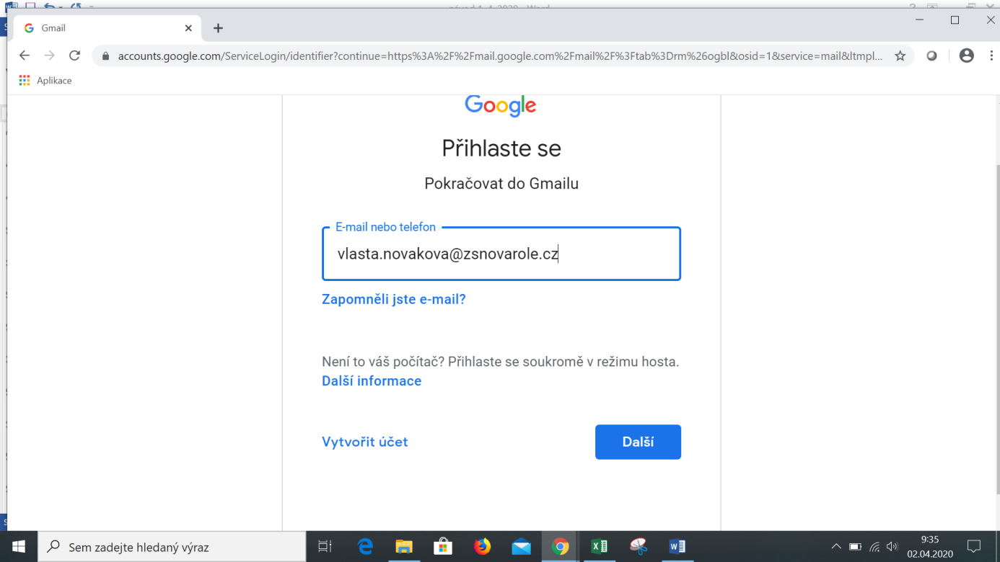 Gmail
accounts.google.com/ServiceLogin/identifier?continue=https%3A%2F%2Fmail.google.com%2Fmail%2F%3Ftab%3Drm%26ogbl&osid=1&service=mail&ltmpl...
Aplikace
Google
Přihlaste se
Pokračovat do Gmailu
E-mail nebo telefon
vlasta.novakova@zsnovarole.cz
Zapomněli jste e-mail?
Není to váš počítač? Přihlaste se soukromě v režimu hosta.
Další informace
Vytvořit účet
Další
Sem zadejte hledaný výraz
9:35
02.04.2020